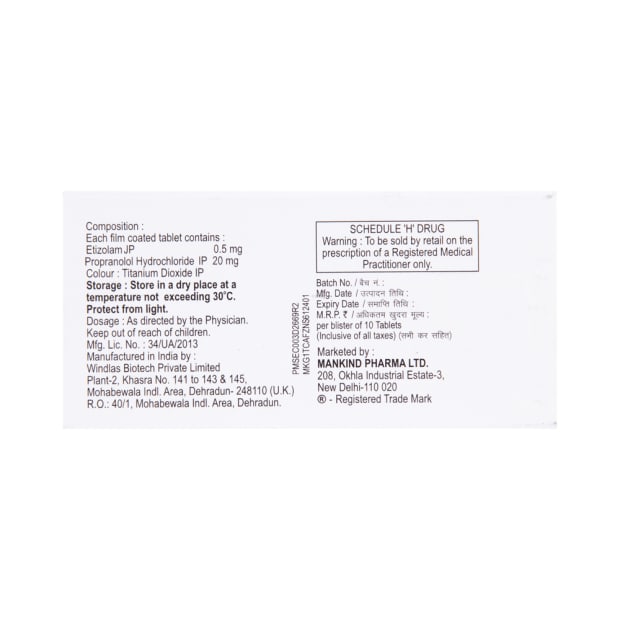 Composition :
Each film coated tablet contains :
Etizolam JP 0.5 mg
Propranolol Hydrochloride IP 20 mg
Colour : Titanium Dioxide IP
Storage : Store in a dry place at a
temperature not exceeding 30°C.
Protect from light.
Dosage : As directed by the Physician.
Keep out of reach of children.
Mfg. Lic. No. : 34/UA/2013
Manufactured in India by :
Windlas Biotech Private Limited
Plant-2, Khasra No. 141 to 143 & 145,
Mohabewala Indl. Area, Dehradun- 248110 (U.K.)
R.O.: 40/1, Mohabewala Indl. Area, Dehradun.
PMSEC003D2669R2
MKG1TCAFZNS612401
SCHEDULE 'H' DRUG
Warning : To be sold by retail on the
prescription of a Registered Medical
Practitioner only.
Batch No. / बैच नं. :
Mfg. Date / उत्पादन तिथि :
Expiry Date / समाप्ति तिथि :
M.R.P. ₹ / अधिकतम खुदरा मूल्य :
per blister of 10 Tablets
(Inclusive of all taxes) (सभी कर सहित)
Marketed by :
MANKIND PHARMA LTD.
208, Okhla Industrial Estate-3,
New Delhi-110 020
® - Registered Trade Mark